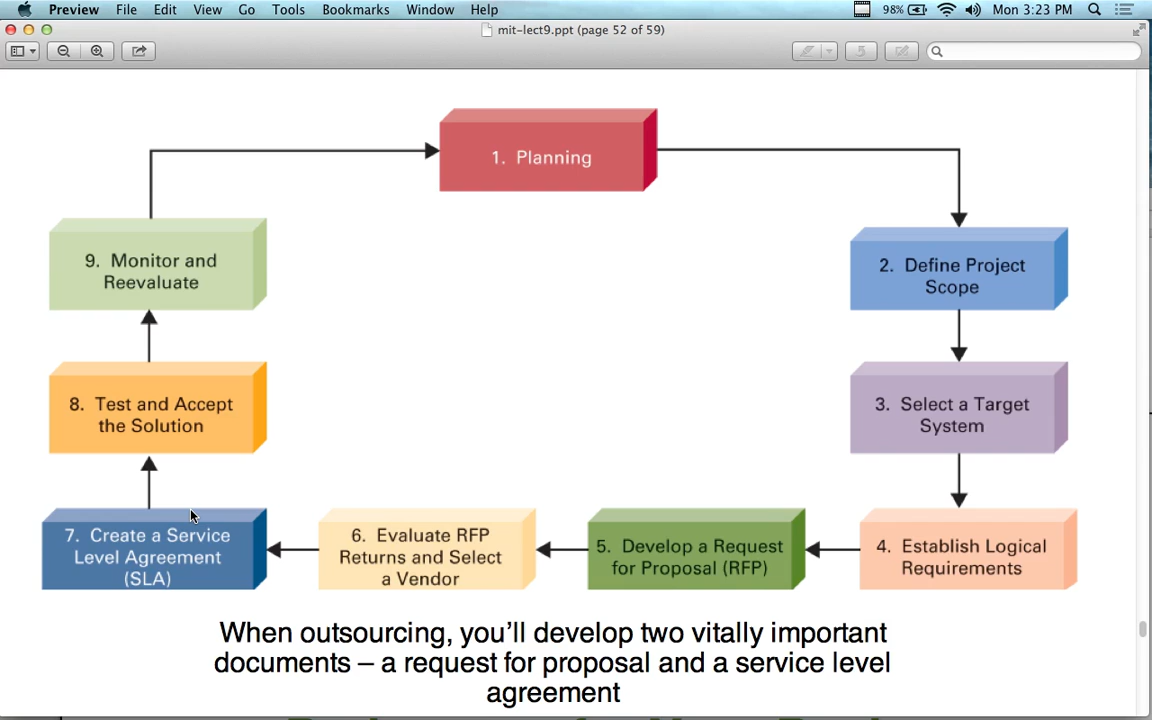 Preview File Edit View Go Tools Bookmarks Window Help 98% Mon 3:23 PM
mit-lect9.ppt (page 52 of 59)
1. Planning
2. Define Project
Scope
3. Select a Target
System
4. Establish Logical
Requirements
5. Develop a Request
for Proposal (RFP)
6. Evaluate RFP
Returns and Select
a Vendor
7. Create a Service
Level Agreement
(SLA)
8. Test and Accept
the Solution
9. Monitor and
Reevaluate
When outsourcing, you’ll develop two vitally important
documents – a request for proposal and a service level
agreement